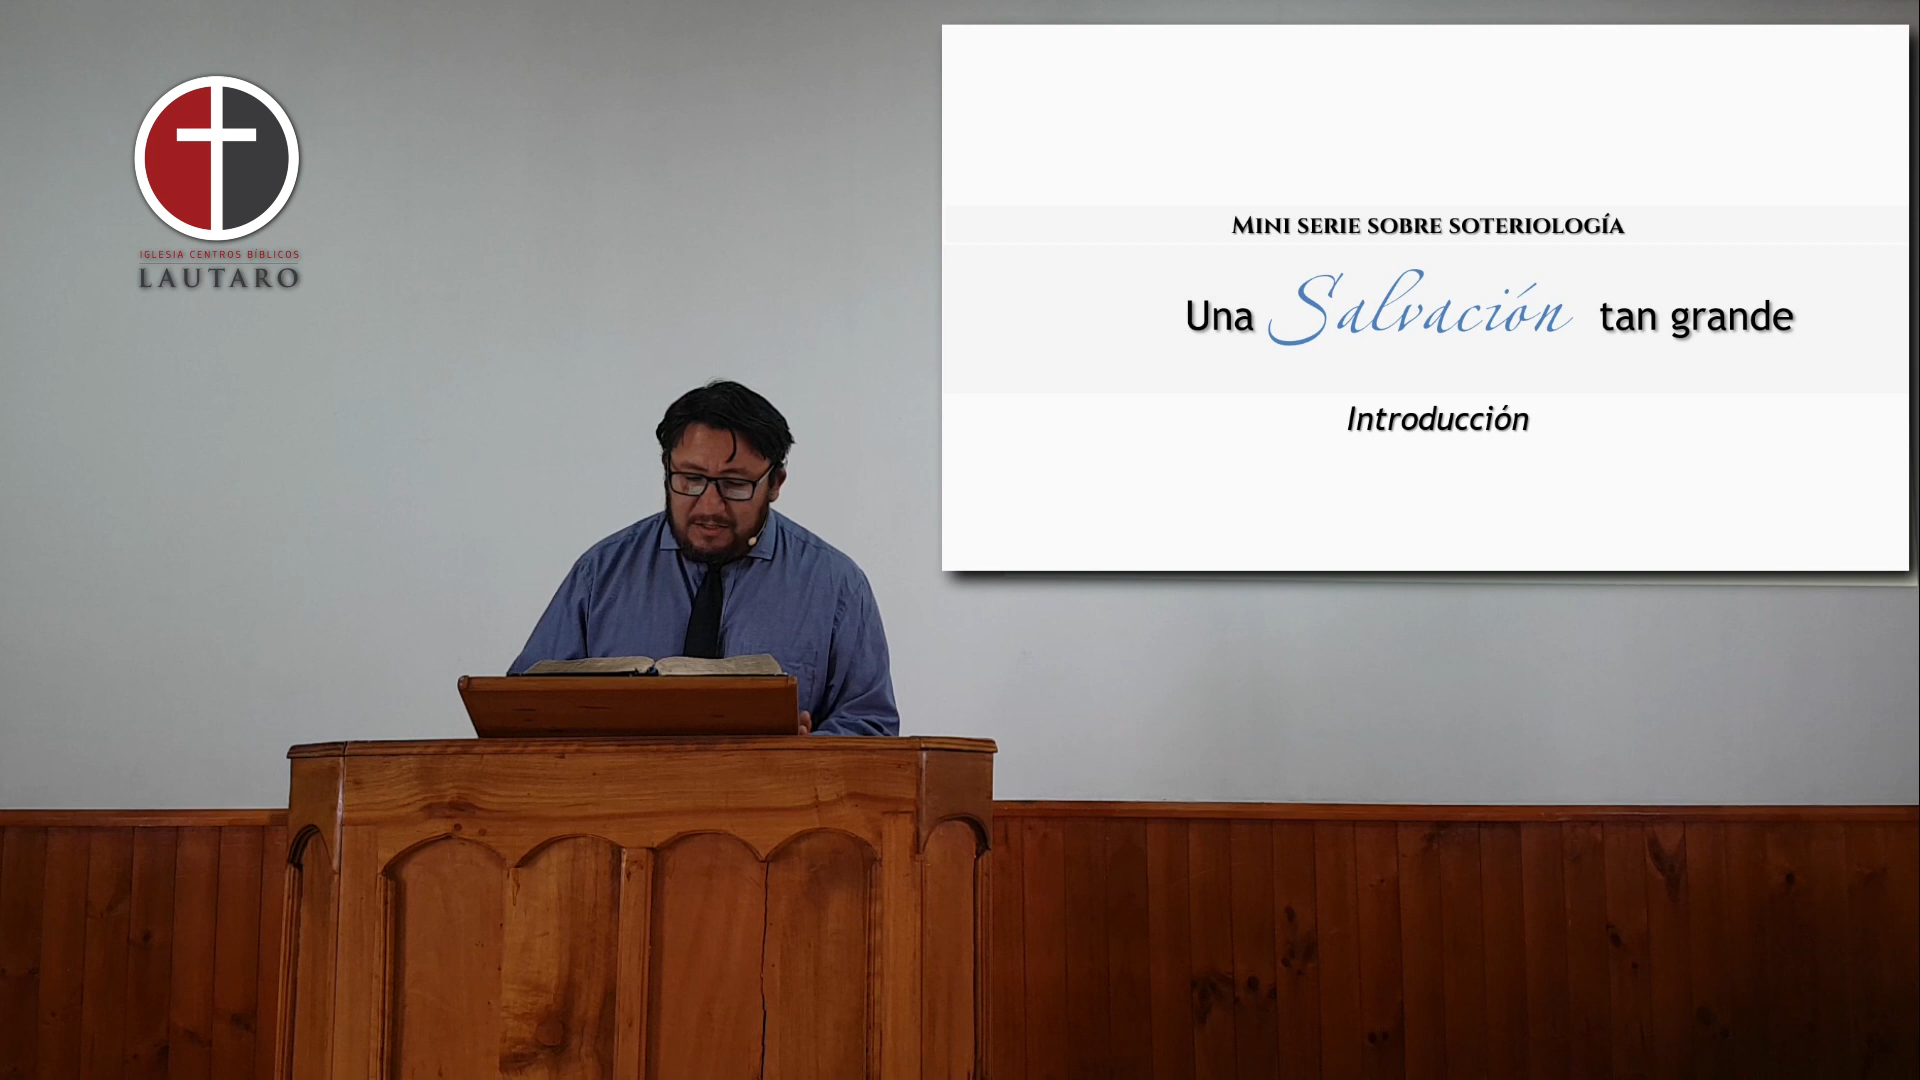 IGLESIA CENTROS BÍBLICOS
LAUTARO
Mini serie sobre soteriología
Una Salvación tan grande
Introducción